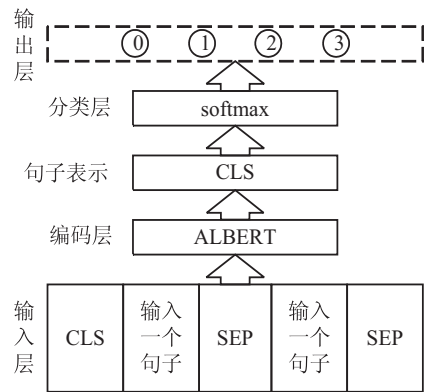 输出层
0 1 2 3
分类层
softmax
句子表示
CLS
编码层
ALBERT
输入层
CLS
输入一个句子
SEP
输入一个句子
SEP